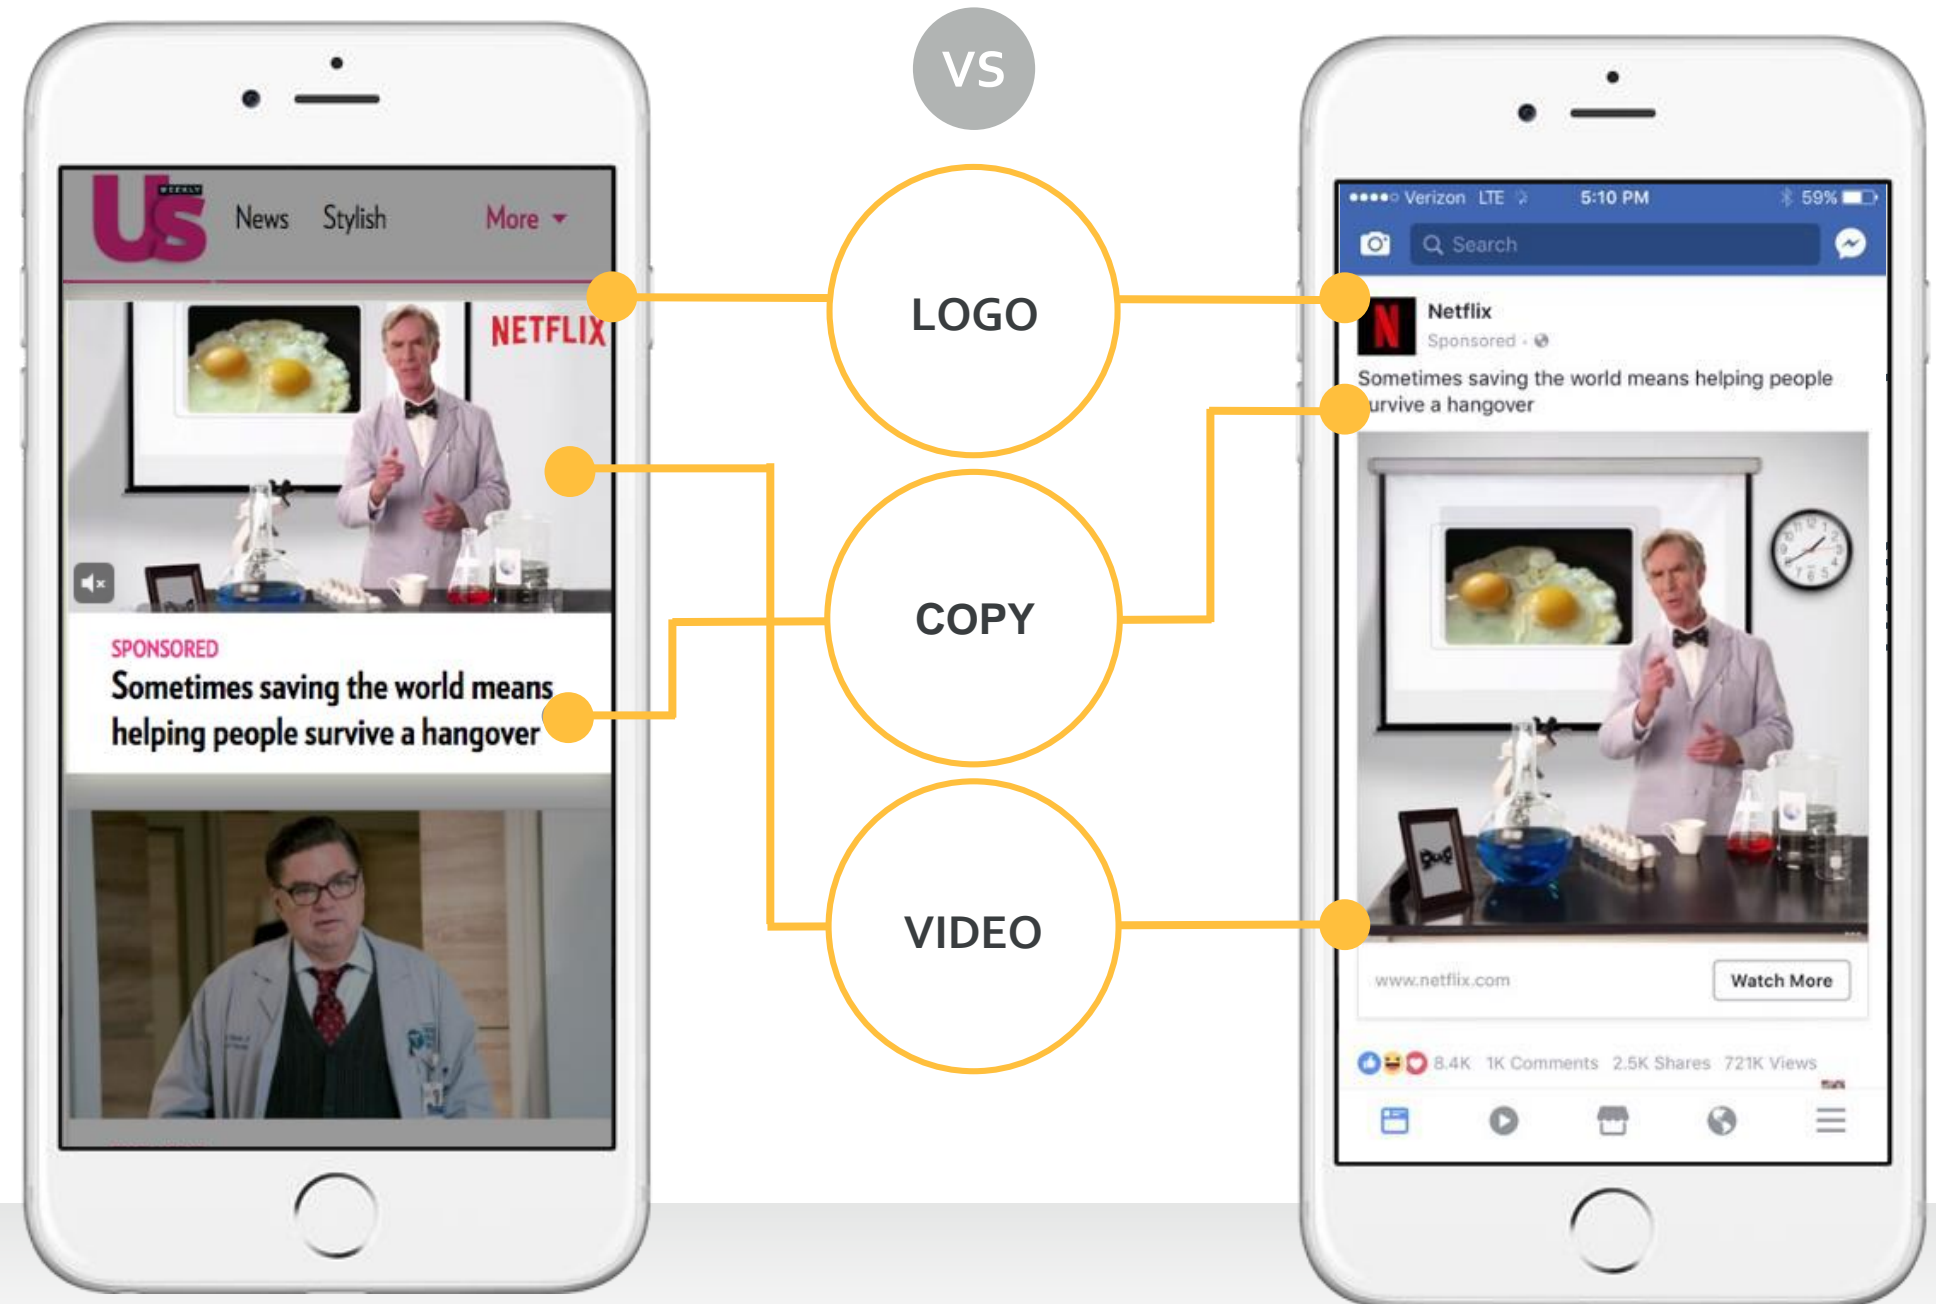 VS
Us
WEEKLY
News Stylish More
NETFLIX
SPONSORED
Sometimes saving the world means
helping people survive a hangover
LOGO
COPY
VIDEO
Verizon LTE 5:10 PM 59%
Search
N
Netflix
Sponsored
Sometimes saving the world means helping people
urvive a hangover
www.netflix.com Watch More
8.4K 1K Comments 2.5K Shares 721K Views